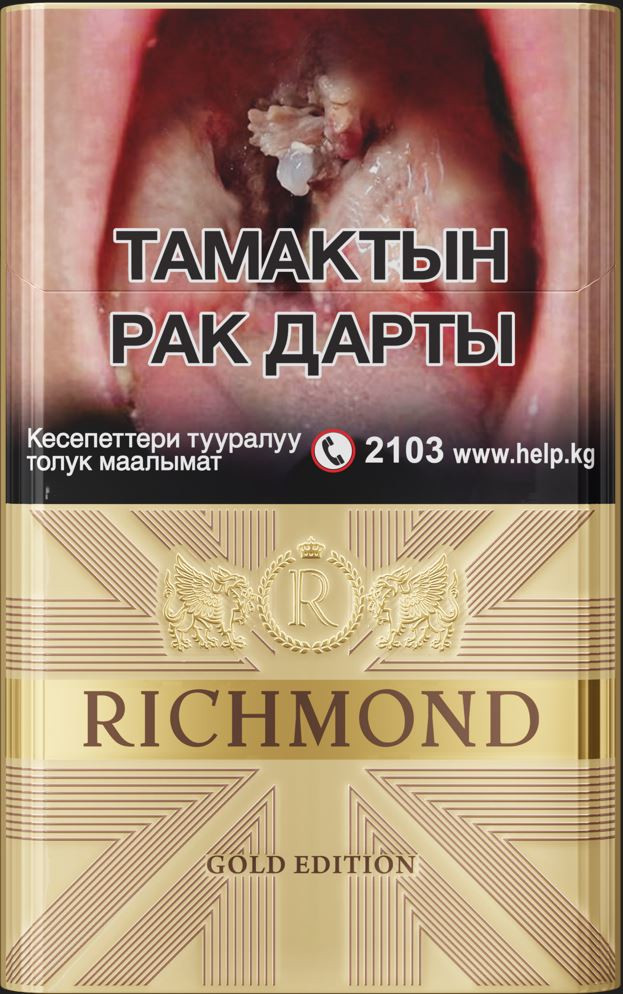 ТАМАКТЫН
РАК ДАРТЫ
Кесепеттери тууралуу
толук маалымат
2103 www.help.kg
R
RICHMOND
GOLD EDITION